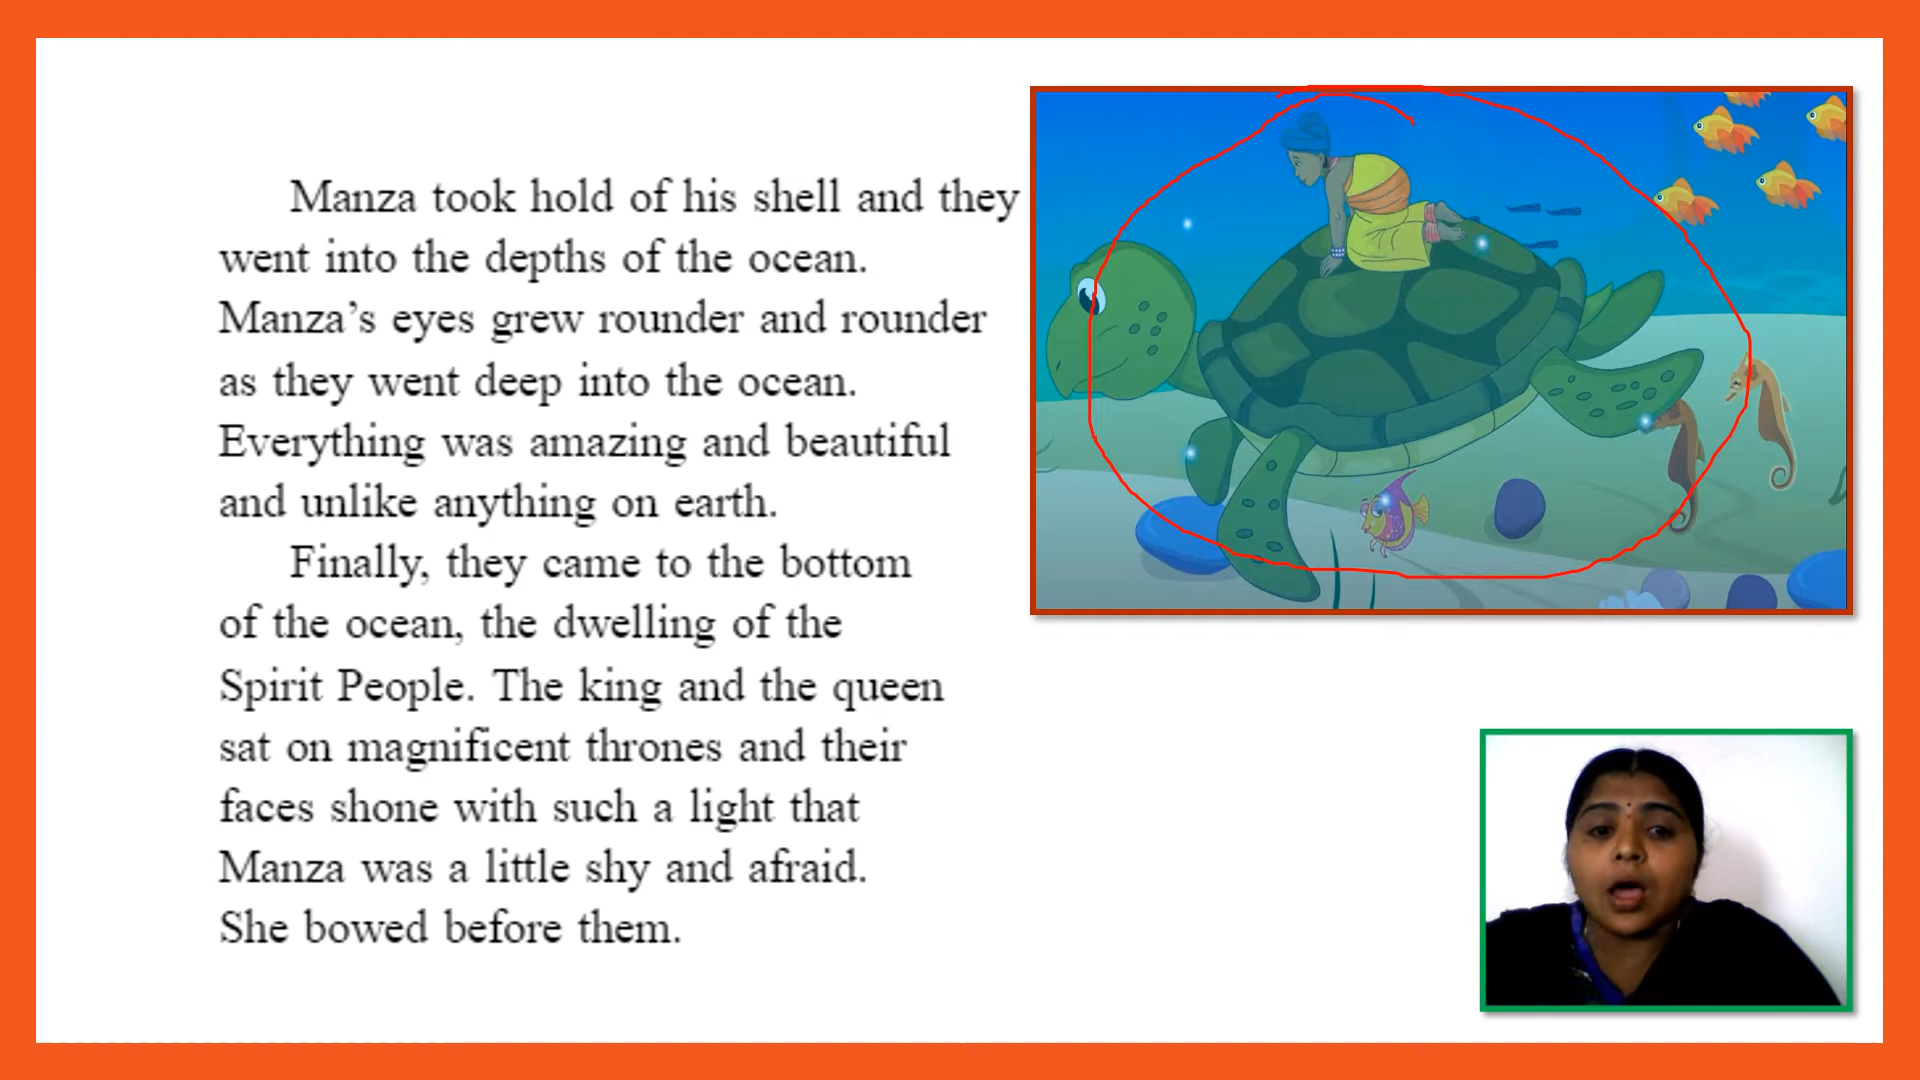 Manza took hold of his shell and they
went into the depths of the ocean.
Manza’s eyes grew rounder and rounder
as they went deep into the ocean.
Everything was amazing and beautiful
and unlike anything on earth.
Finally, they came to the bottom
of the ocean, the dwelling of the
Spirit People. The king and the queen
sat on magnificent thrones and their
faces shone with such a light that
Manza was a little shy and afraid.
She bowed before them.